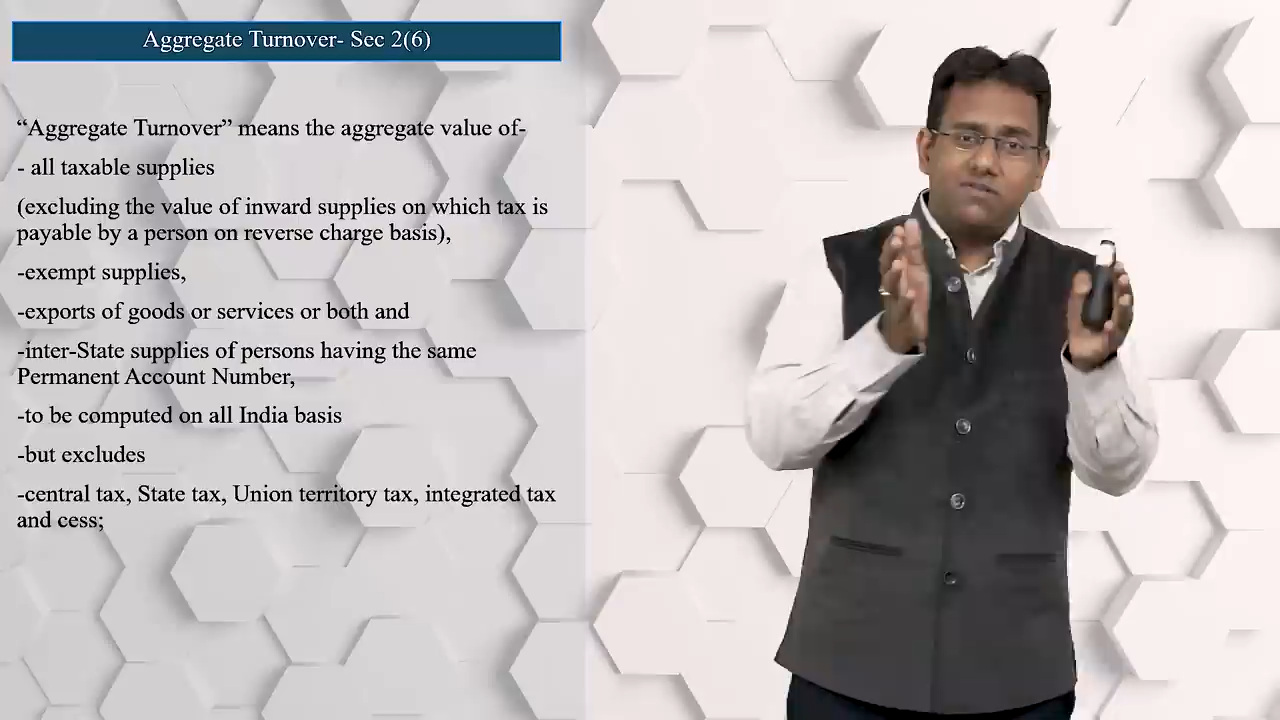 Aggregate Turnover- Sec 2(6)
“Aggregate Turnover” means the aggregate value of-
- all taxable supplies
(excluding the value of inward supplies on which tax is
payable by a person on reverse charge basis),
-exempt supplies,
-exports of goods or services or both and
-inter-State supplies of persons having the same
Permanent Account Number,
-to be computed on all India basis
-but excludes
-central tax, State tax, Union territory tax, integrated tax
and cess;